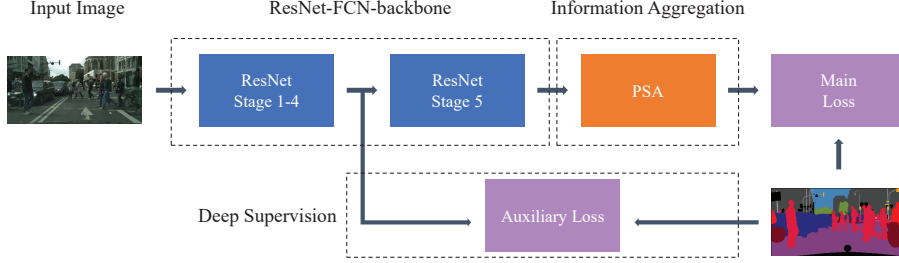 Input Image
ResNet-FCN-backbone
Information Aggregation
ResNet
Stage 1-4
ResNet
Stage 5
PSA
Main
Loss
Deep Supervision
Auxiliary Loss